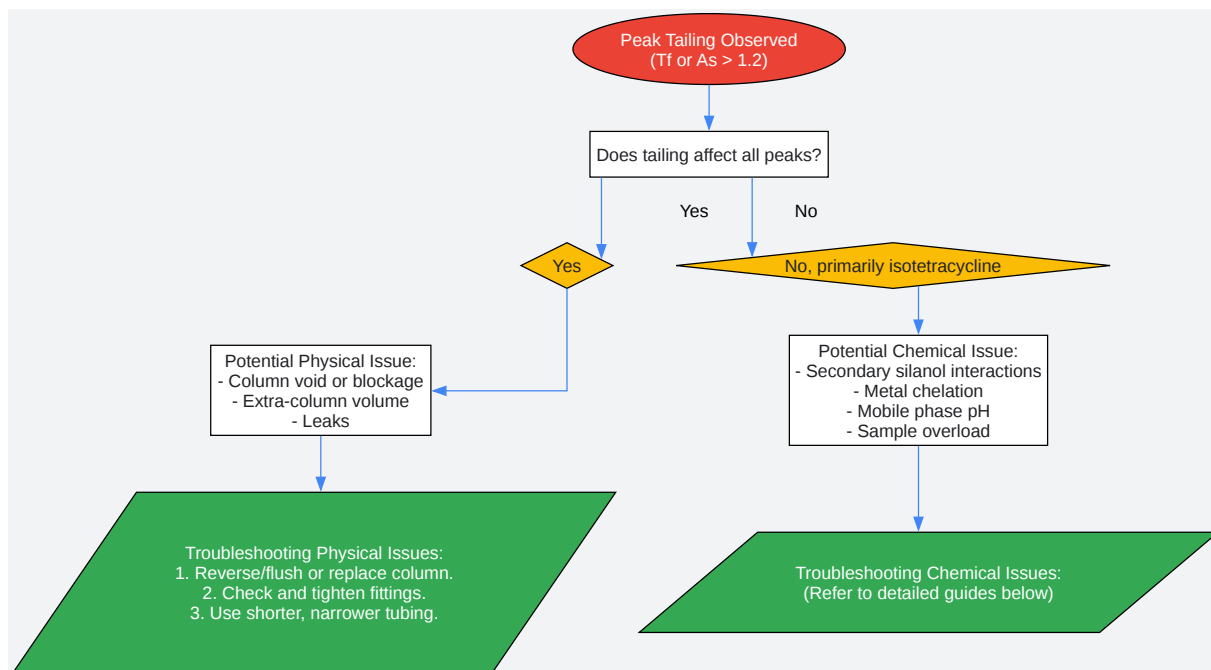 Peak Tailing Observed
(Tf or As > 1.2)
Does tailing affect all peaks?
Yes
No
Yes
No, primarily isotetracycline
Potential Physical Issue:
- Column void or blockage
- Extra-column volume
- Leaks
Potential Chemical Issue:
- Secondary silanol interactions
- Metal chelation
- Mobile phase pH
- Sample overload
Troubleshooting Physical Issues:
1. Reverse/flush or replace column.
2. Check and tighten fittings.
3. Use shorter, narrower tubing.
Troubleshooting Chemical Issues:
(Refer to detailed guides below)